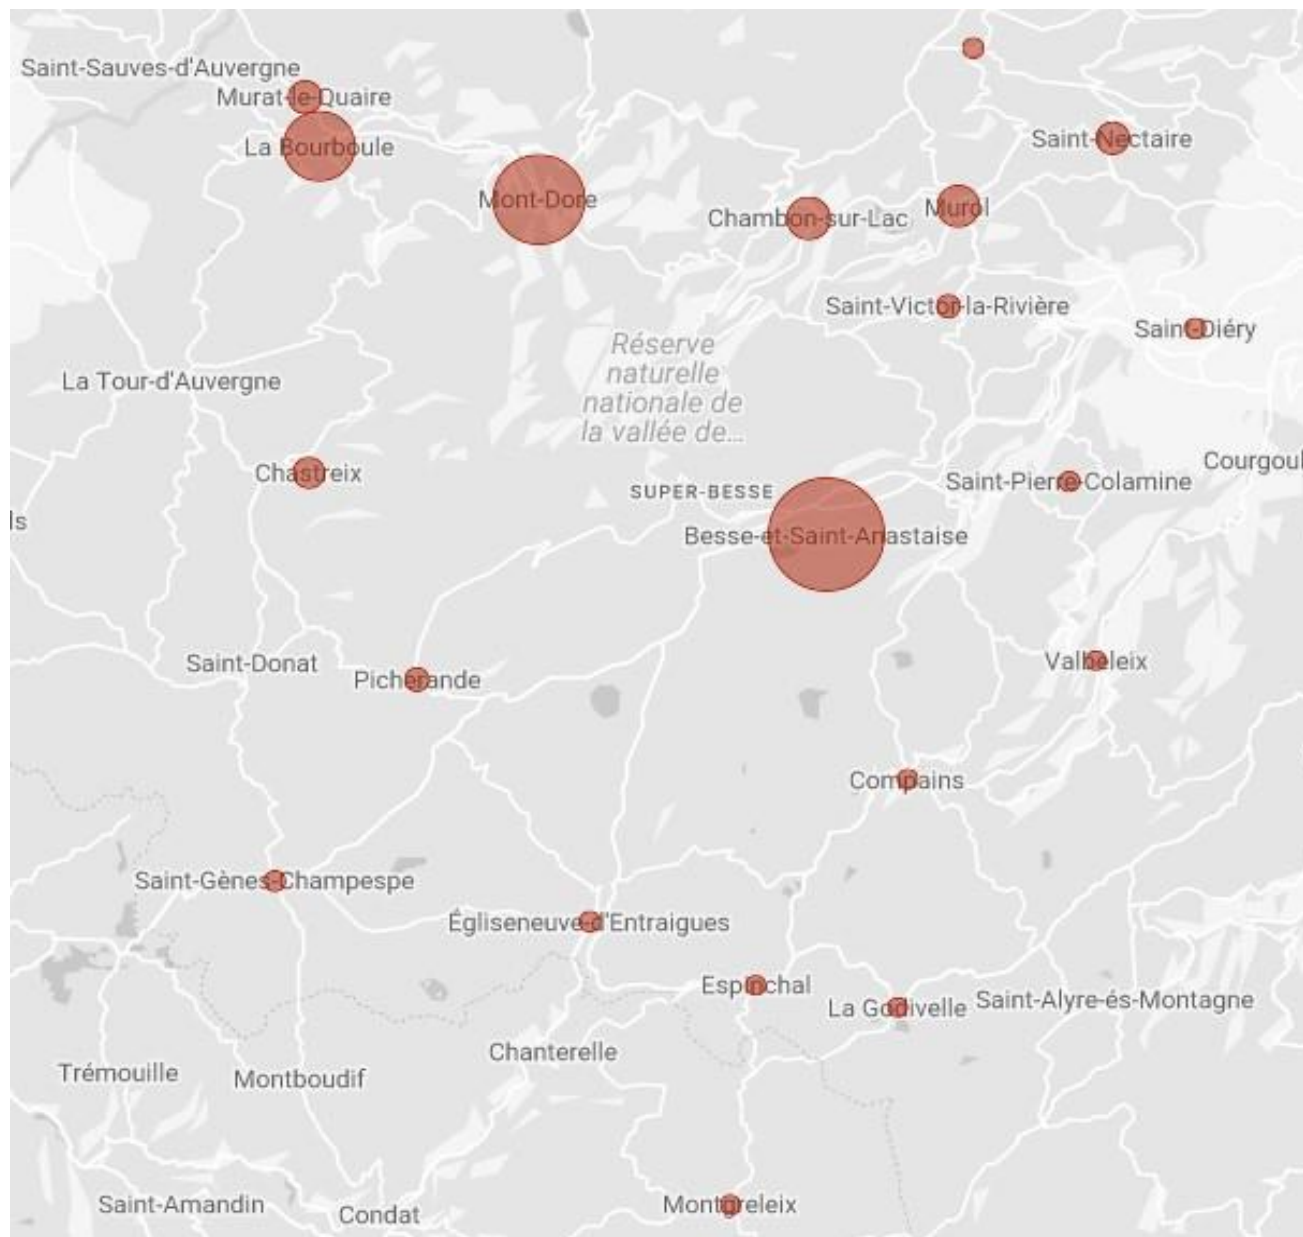 Saint-Sauves-d'Auvergne
Murat-le-Quaire
Saint-Nectaire
La Bourboule
Mont-Dore
Murol
Chambon-sur-Lac
Saint-Victor-la-Rivière
Saint-Diéry
Réserve
naturelle
nationale de
la vallée de...
La Tour-d'Auvergne
Courgoul
Chastreix
Saint-Pierre-Colamine
SUPER-BESSE
ls
Besse-et-Saint-Anastaise
Saint-Donat
Valbeleix
Picherande
Compains
Saint-Gènes-Champespe
Égliseneuve-d'Entraigues
Espinchal
La Godivelle
Saint-Alyre-és-Montagne
Chanterelle
Trémouille
Montboudif
Saint-Amandin
Montgreleix
Condat